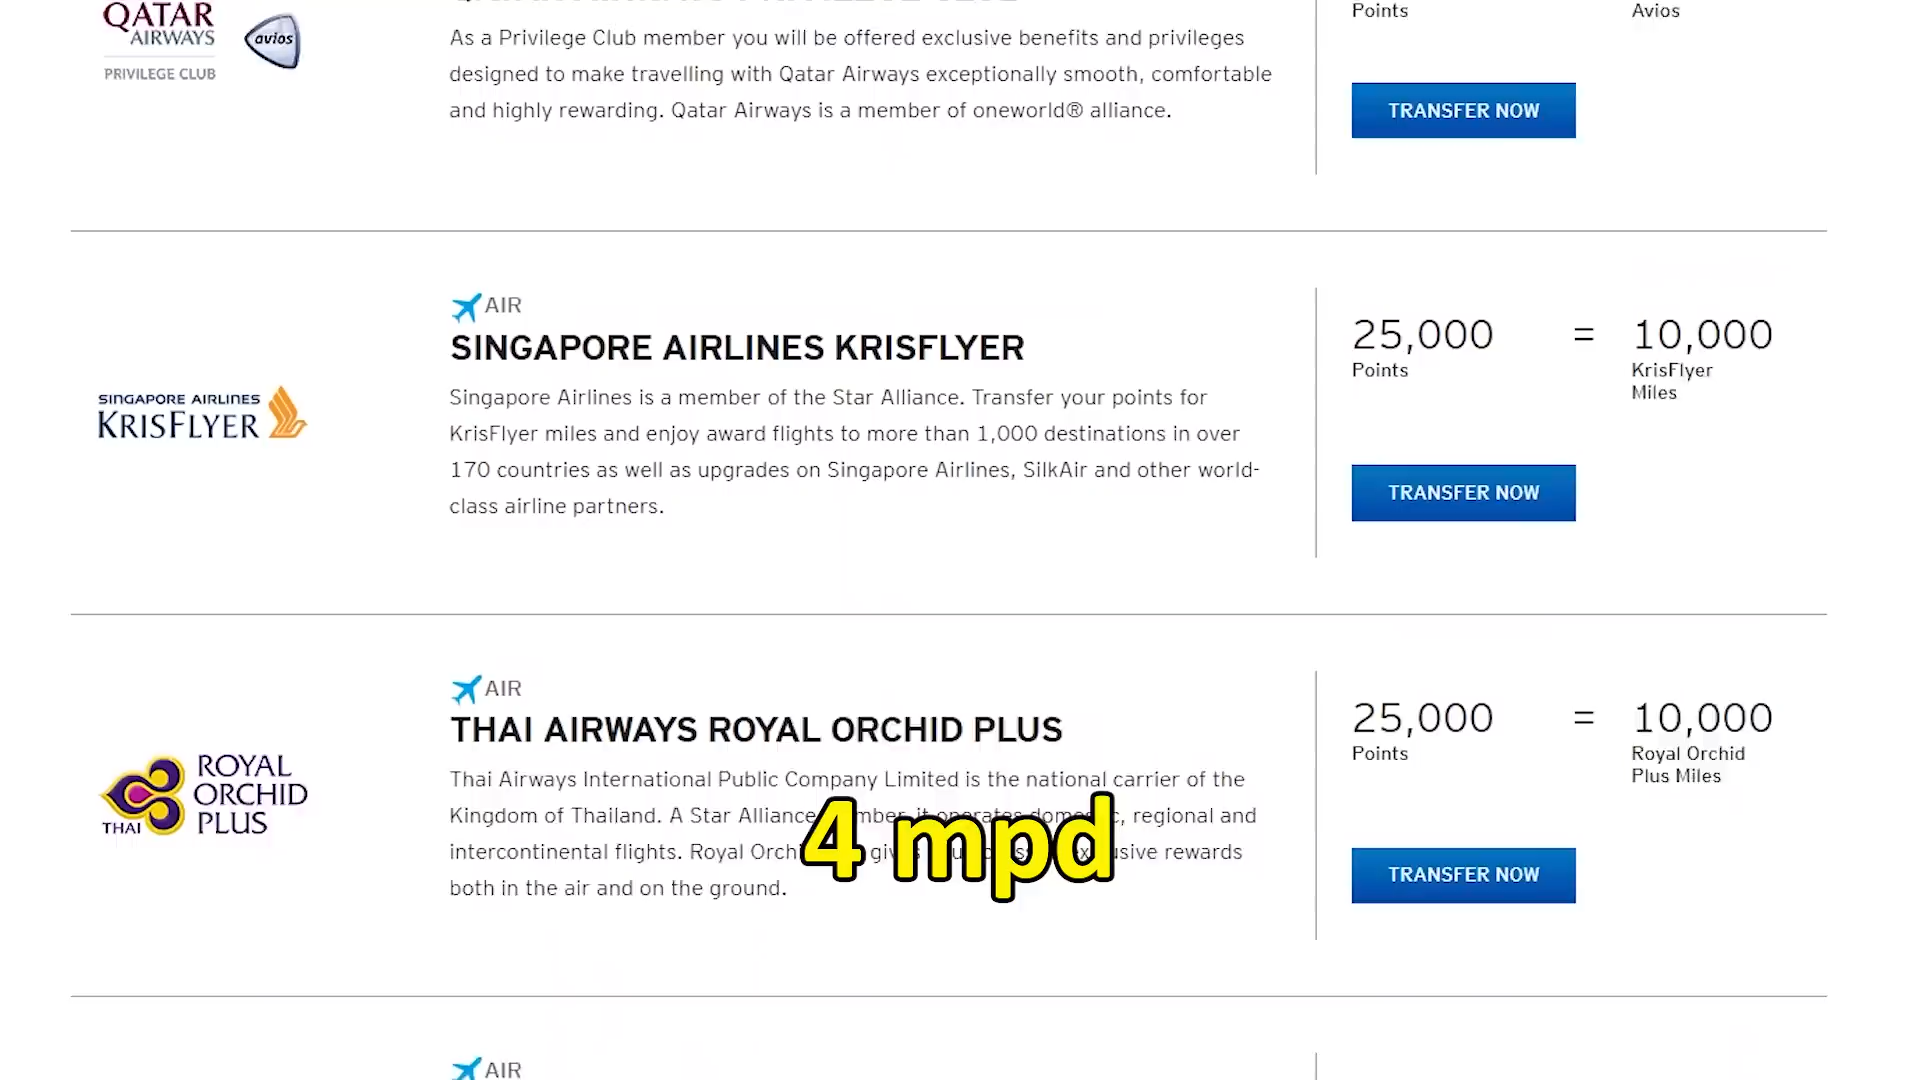 QATAR
AIRWAYS
PRIVILEGE CLUB
avios
As a Privilege Club member you will be offered exclusive benefits and privileges
designed to make travelling with Qatar Airways exceptionally smooth, comfortable
and highly rewarding. Qatar Airways is a member of oneworld® alliance.
Points
Avios
TRANSFER NOW
SINGAPORE AIRLINES
KRISFLYER
AIR
SINGAPORE AIRLINES KRISFLYER
Singapore Airlines is a member of the Star Alliance. Transfer your points for
KrisFlyer miles and enjoy award flights to more than 1,000 destinations in over
170 countries as well as upgrades on Singapore Airlines, SilkAir and other world-
class airline partners.
25,000 = 10,000
Points
KrisFlyer
Miles
TRANSFER NOW
THAI
ROYAL
ORCHID
PLUS
AIR
THAI AIRWAYS ROYAL ORCHID PLUS
Thai Airways International Public Company Limited is the national carrier of the
Kingdom of Thailand. A Star Alliance it operates regional and
intercontinental flights. Royal rewards
both in the air and on the ground.
4 mpd
25,000 = 10,000
Points
Royal Orchid
Plus Miles
TRANSFER NOW
AIR